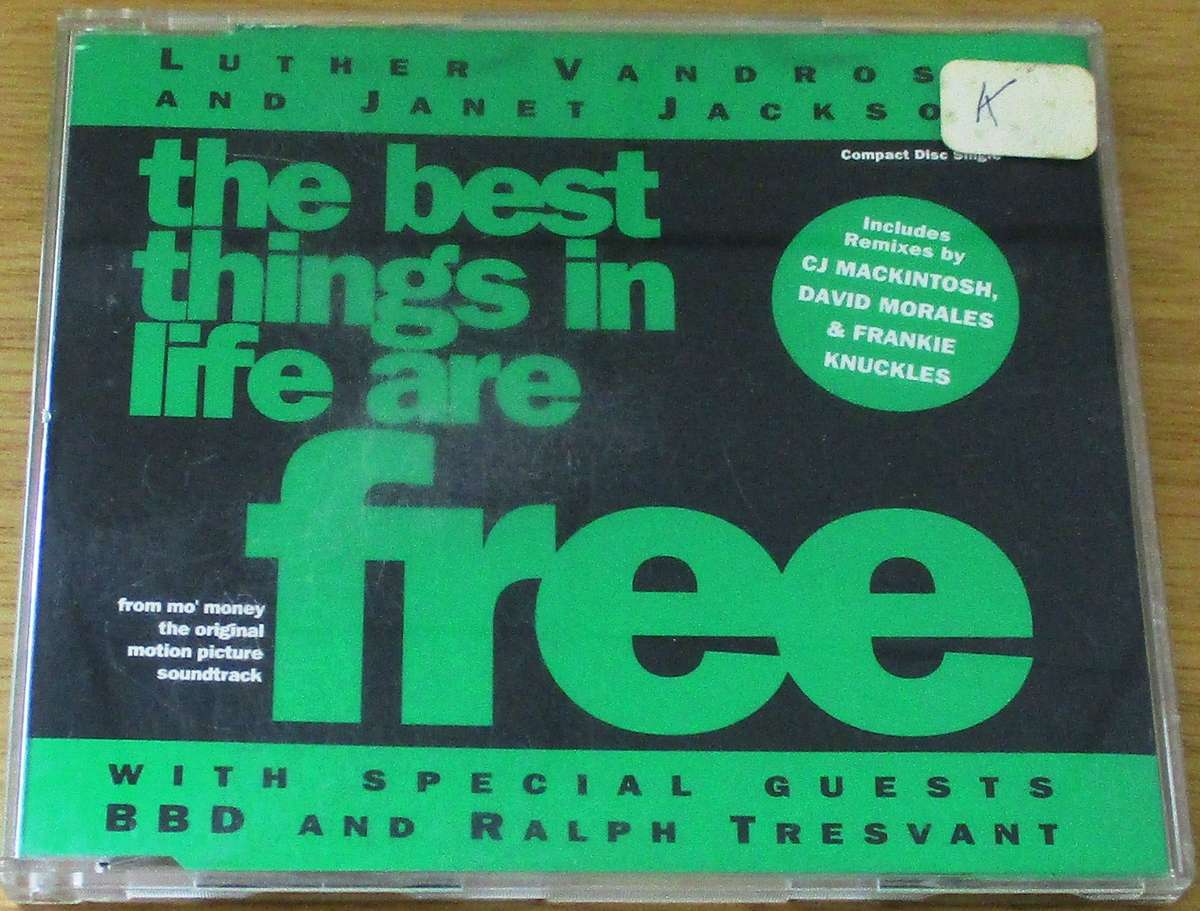 LUTHER VANDROS
AND JANET JACKSO
Compact Disc Single
the best
things in
life are
free
Includes
Remixes by
CJ MACKINTOSH,
DAVID MORALES
& FRANKIE
KNUCKLES
from mo' money
the original
motion picture
soundtrack
WITH SPECIAL GUESTS
BBD AND RALPH TRESVANT